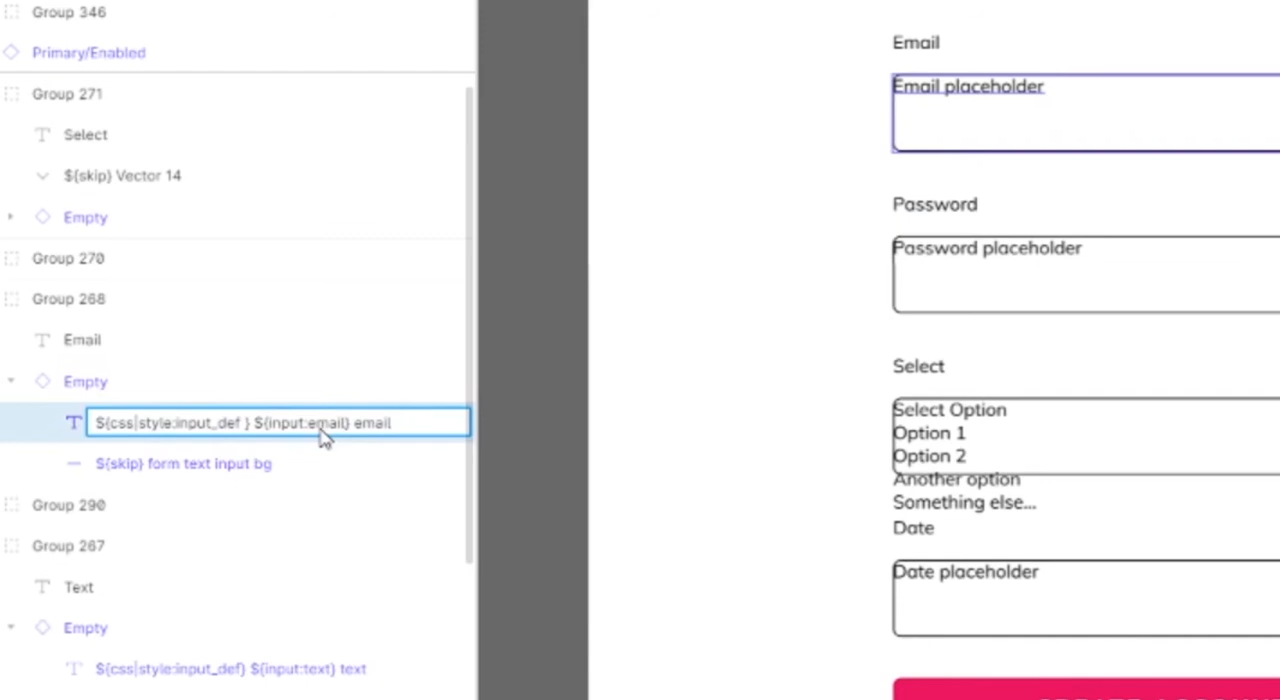 Group 346
Primary/Enabled
Group 271
Select
${skip} Vector 14
Empty
Group 270
Group 268
Email
Empty
${css|style:input_def } ${input:email} email
${skip} form text input bg
Group 290
Group 267
Text
Empty
${css|style:input_def} ${input:text} text
Email
Email placeholder
Password
Password placeholder
Select
Select Option
Option 1
Option 2
Another option
Something else...
Date
Date placeholder